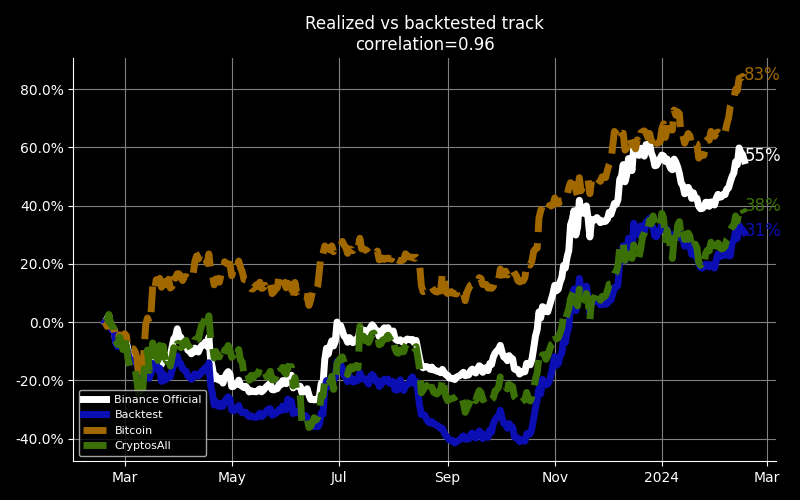 Realized vs backtested track
correlation=0.96
80.0%
60.0%
40.0%
20.0%
0.0%
-20.0%
-40.0%
83%
55%
38%
31%
Binance Official
Backtest
Bitcoin
CryptosAll
Mar
May
Jul
Sep
Nov
2024
Mar